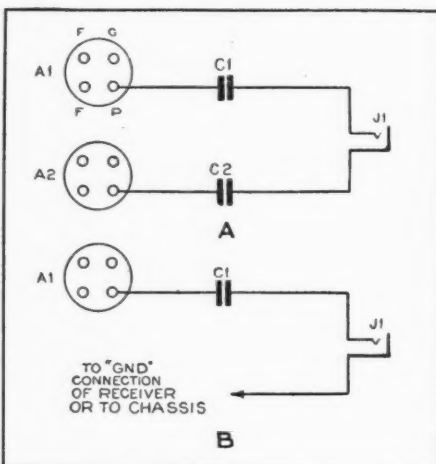 F G
A1
C1
F P
J1
A2
C2
A
A1
C1
J1
TO "GND"
CONNECTION
OF RECEIVER
OR TO CHASSIS
B